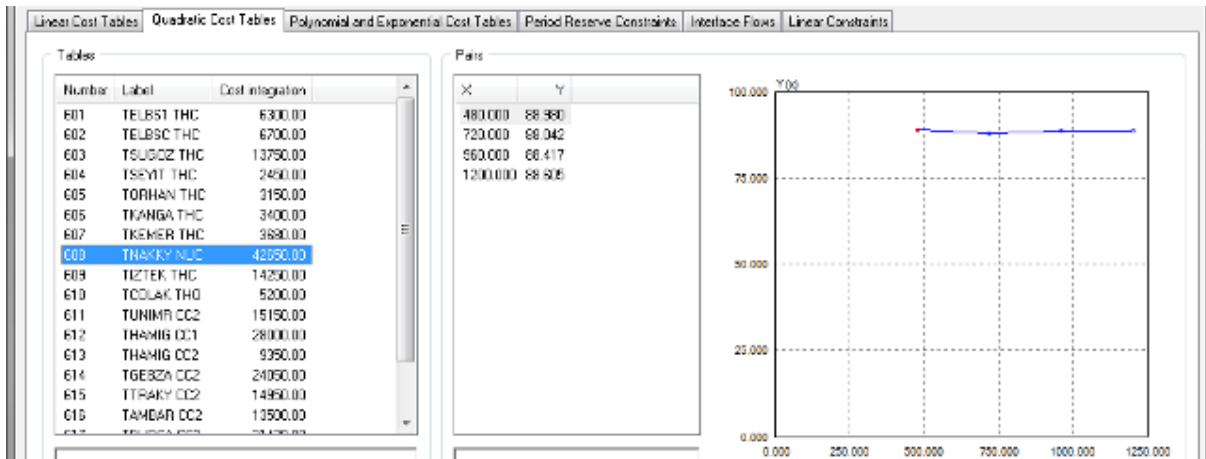 Linear Cost Tables Quadratic Cost Tables Polynomial and Exponential Cost Tables Period Reserve Constraints Interface Flows Linear Constraints
Tables
Number Label Cost integration
601 TELBST THC 6300.00
602 TELBSC THC 6700.00
603 TSUGOZ THC 13750.00
604 TSEYIT THC 2450.00
605 TORHAN THC 3150.00
606 TKANGA THC 3400.00
607 TKEMER THC 3680.00
608 TNAKKY NUC 42650.00
609 TIZTEK THC 14250.00
610 TCOLAK THO 5200.00
611 TUNIMR CC2 15150.00
612 THAMIG CC1 28000.00
613 THAMIG CC2 9350.00
614 TGEBZA CC2 24050.00
615 TTRAKY CC2 14950.00
616 TAMBAR CC2 13500.00
Pairs
X Y
480.000 88.980
720.000 88.042
960.000 88.417
1200.000 88.605
Y(x)
100.000
75.000
50.000
25.000
0.000
0.000 250.000 500.000 750.000 1000.000 1250.000